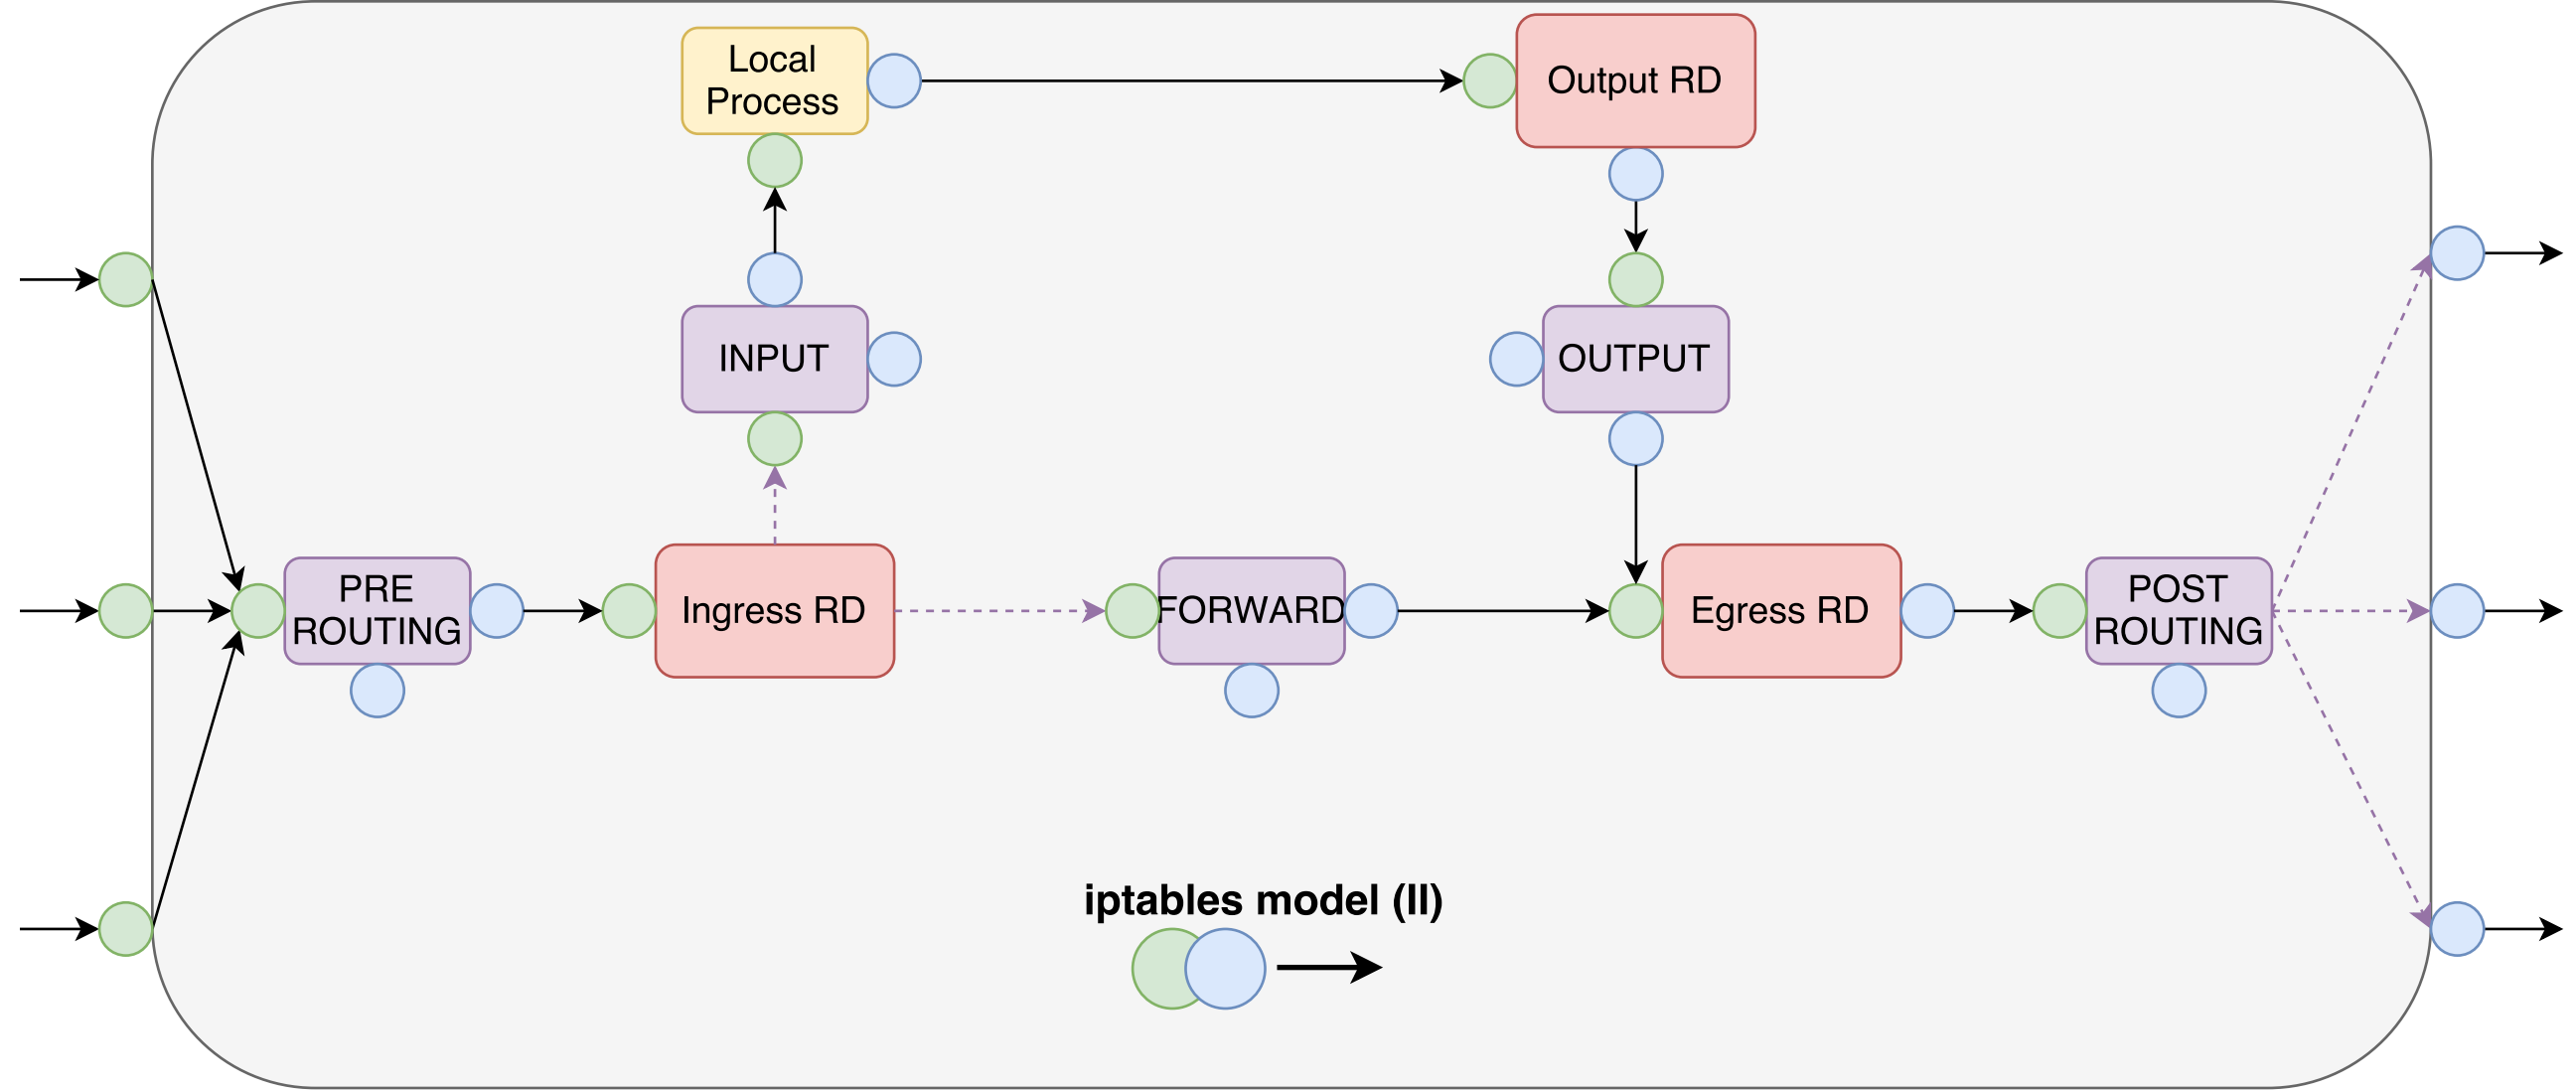 Local
Process
Output RD
INPUT
OUTPUT
PRE
ROUTING
Ingress RD
FORWARD
Egress RD
POST
ROUTING
iptables model (II)